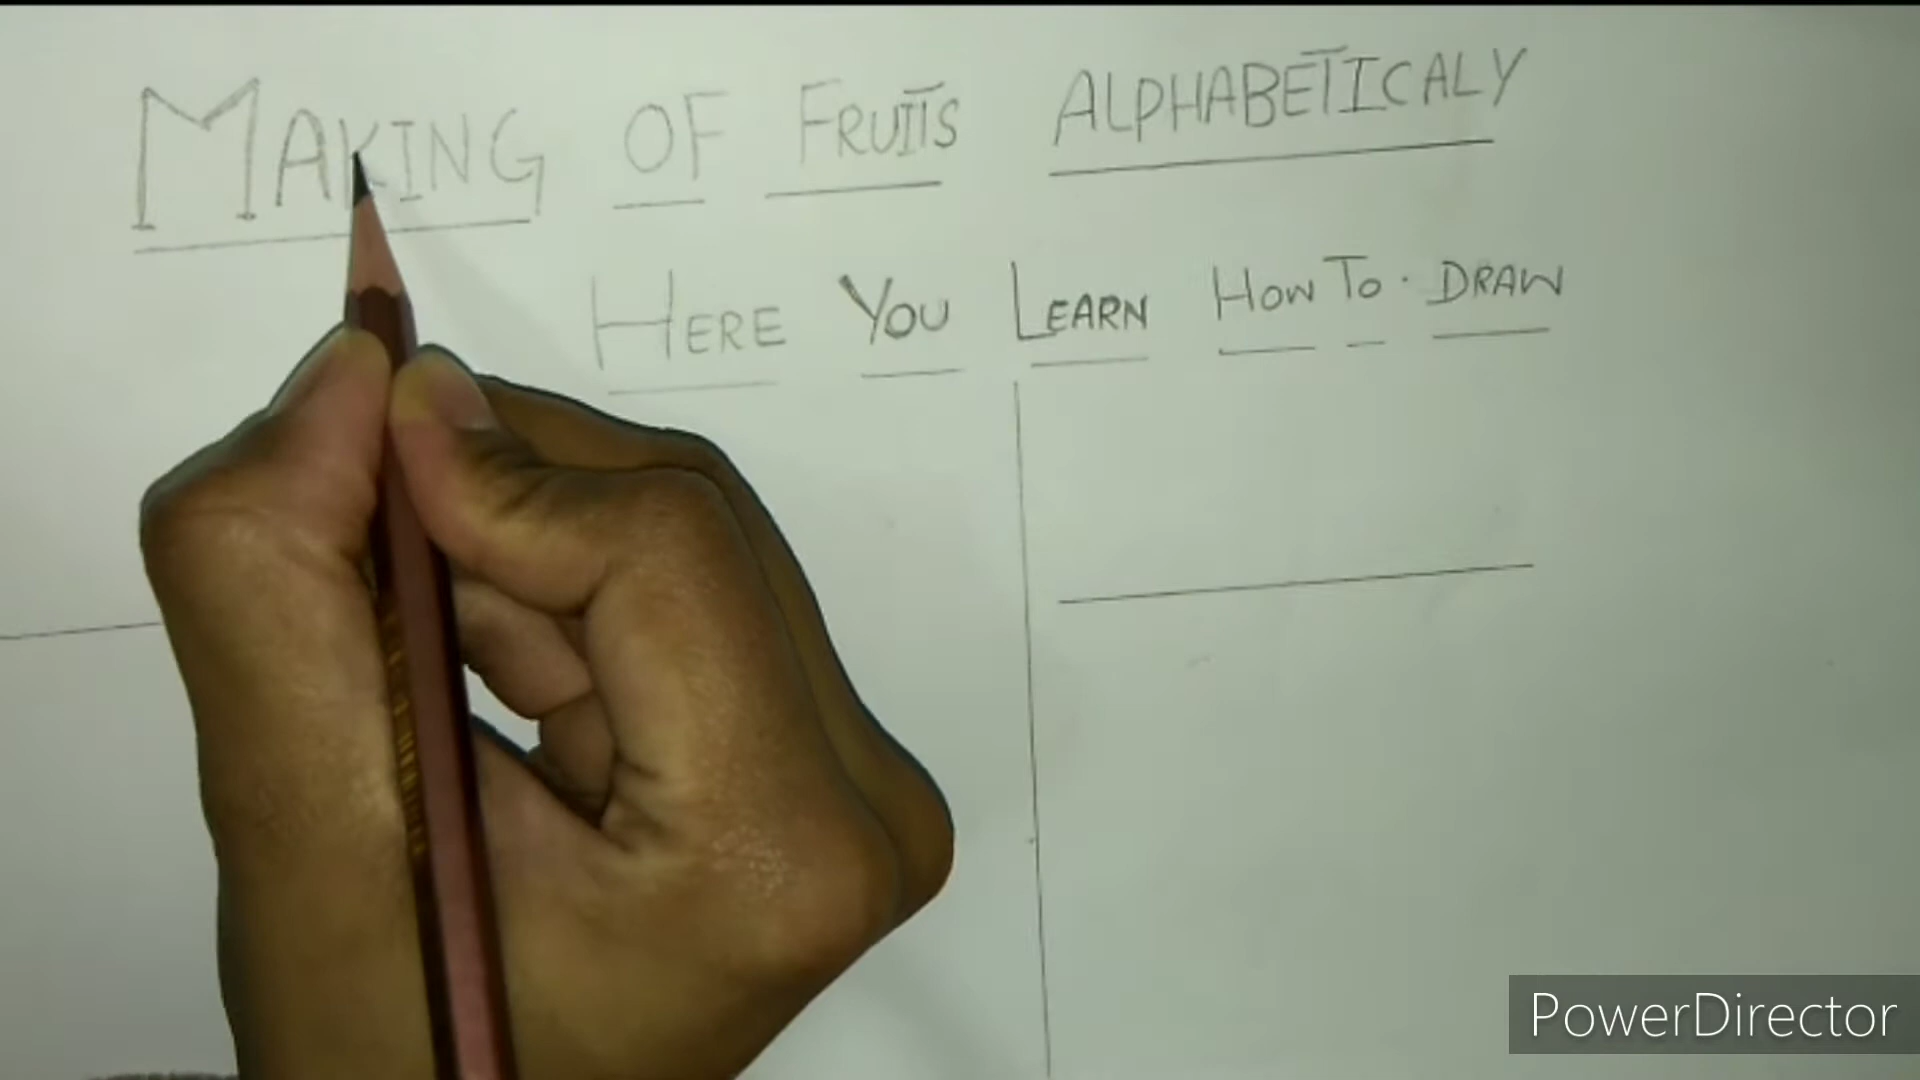 MAKING OF FRUITS ALPHABETICALY
HERE YOU LEARN HOW TO . DRAW
PowerDirector